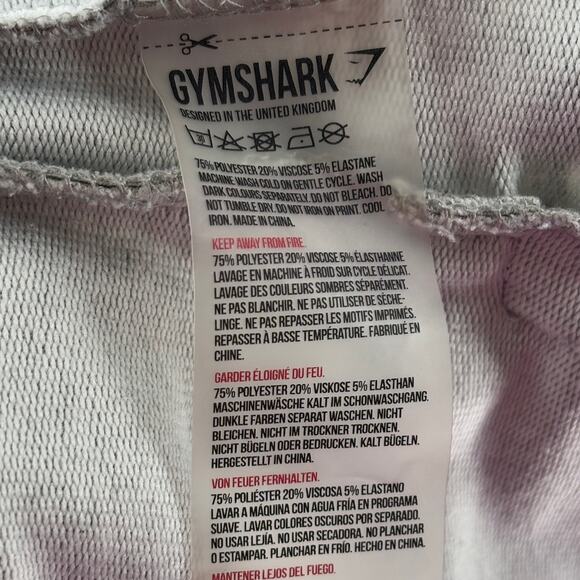 GYMSHARK
DESIGNED IN THE UNITED KINGDOM
30
75% POLYESTER 20% VISCOSE 5% ELASTANE
MACHINE WASH COLD ON GENTLE CYCLE. WASH
DARK COLOURS SEPARATELY. DO NOT BLEACH. DO
NOT TUMBLE DRY. DO NOT IRON ON PRINT. COOL
IRON. MADE IN CHINA.
KEEP AWAY FROM FIRE.
75% POLYESTER 20% VISCOSE 5% ÉLASTHANNE
LAVAGE EN MACHINE À FROID SUR CYCLE DÉLICAT.
LAVAGE DES COULEURS SOMBRES SÉPARÉMENT.
NE PAS BLANCHIR. NE PAS UTILISER DE SÈCHE-
LINGE. NE PAS REPASSER LES MOTIFS IMPRIMÉS.
REPASSER À BASSE TEMPÉRATURE. FABRIQUÉ EN
CHINE.
GARDER ÉLOIGNÉ DU FEU.
75% POLYESTER 20% VISKOSE 5% ELASTHAN
MASCHINENWÄSCHE KALT IM SCHONWASCHGANG.
DUNKLE FARBEN SEPARAT WASCHEN. NICHT
BLEICHEN. NICHT IM TROCKNER TROCKNEN.
NICHT BÜGELN ODER BEDRUCKEN. KALT BÜGELN.
HERGESTELLT IN CHINA.
VON FEUER FERNHALTEN.
75% POLIÉSTER 20% VISCOSA 5% ELASTANO
LAVAR A MÁQUINA CON AGUA FRÍA EN PROGRAMA
SUAVE. LAVAR COLORES OSCUROS POR SEPARADO.
NO USAR LEJÍA. NO USAR SECADORA. NO PLANCHAR
O ESTAMPAR. PLANCHAR EN FRÍO. HECHO EN CHINA.
MANTENER LEJOS DEL FUEGO.